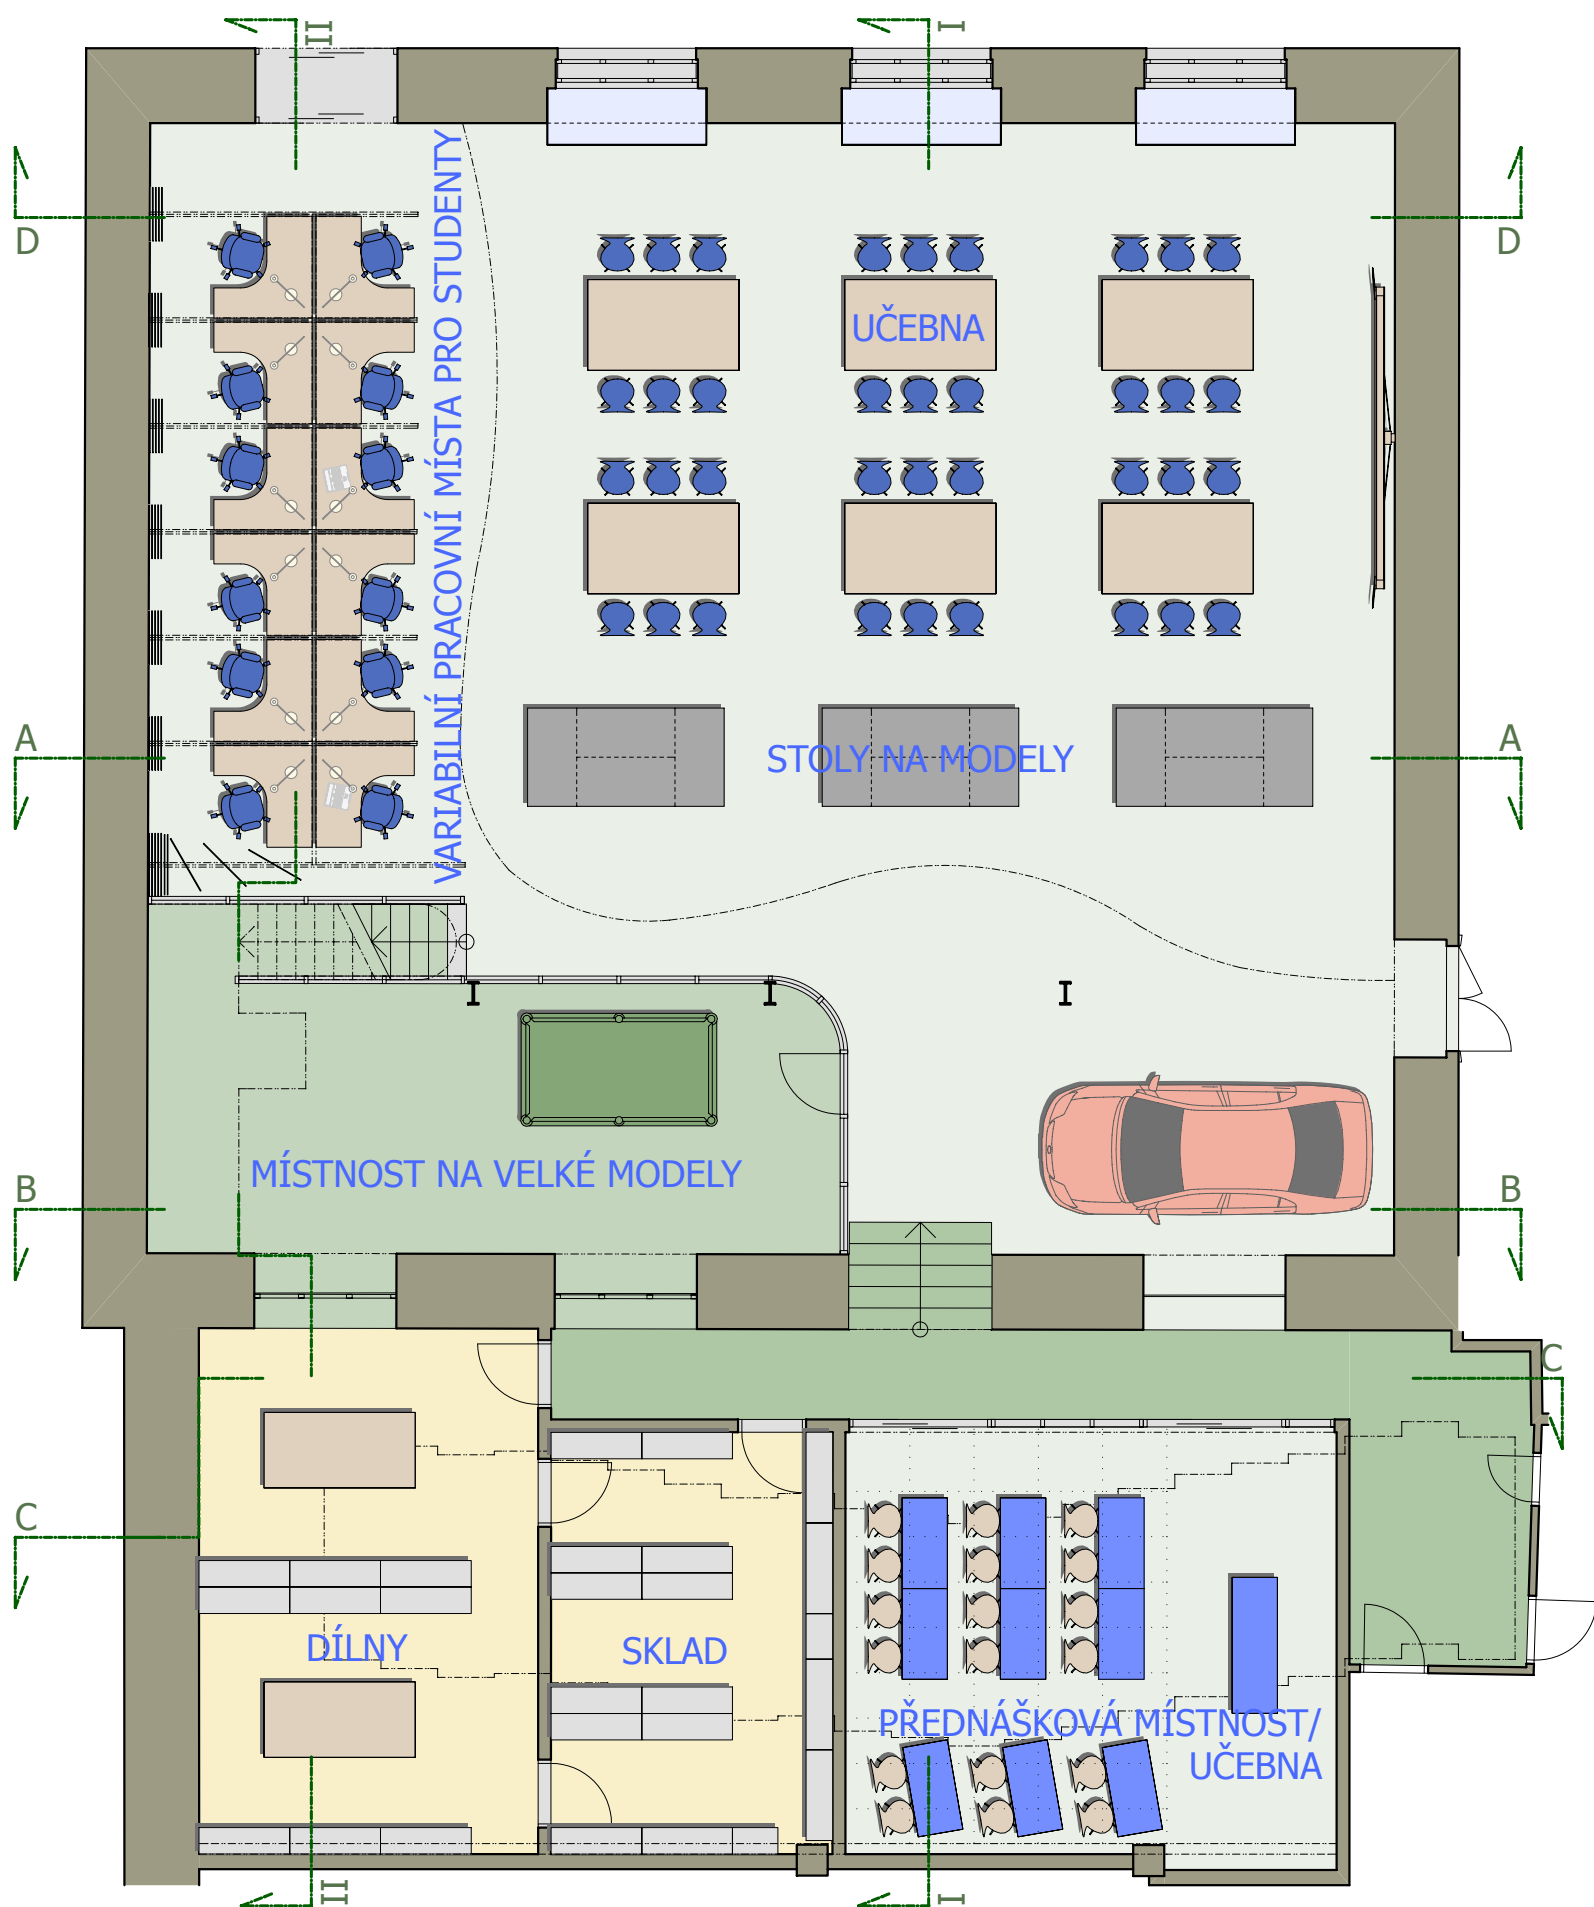 II
I
D
D
VARIABILNÍ PRACOVNÍ MÍSTA PRO STUDENTY
UČEBNA
A
A
STOLY NA MODELY
I
I
I
MÍSTNOST NA VELKÉ MODELY
B
B
C
C
DÍLNY
SKLAD
PŘEDNÁŠKOVÁ MÍSTNOST/
UČEBNA
II
I